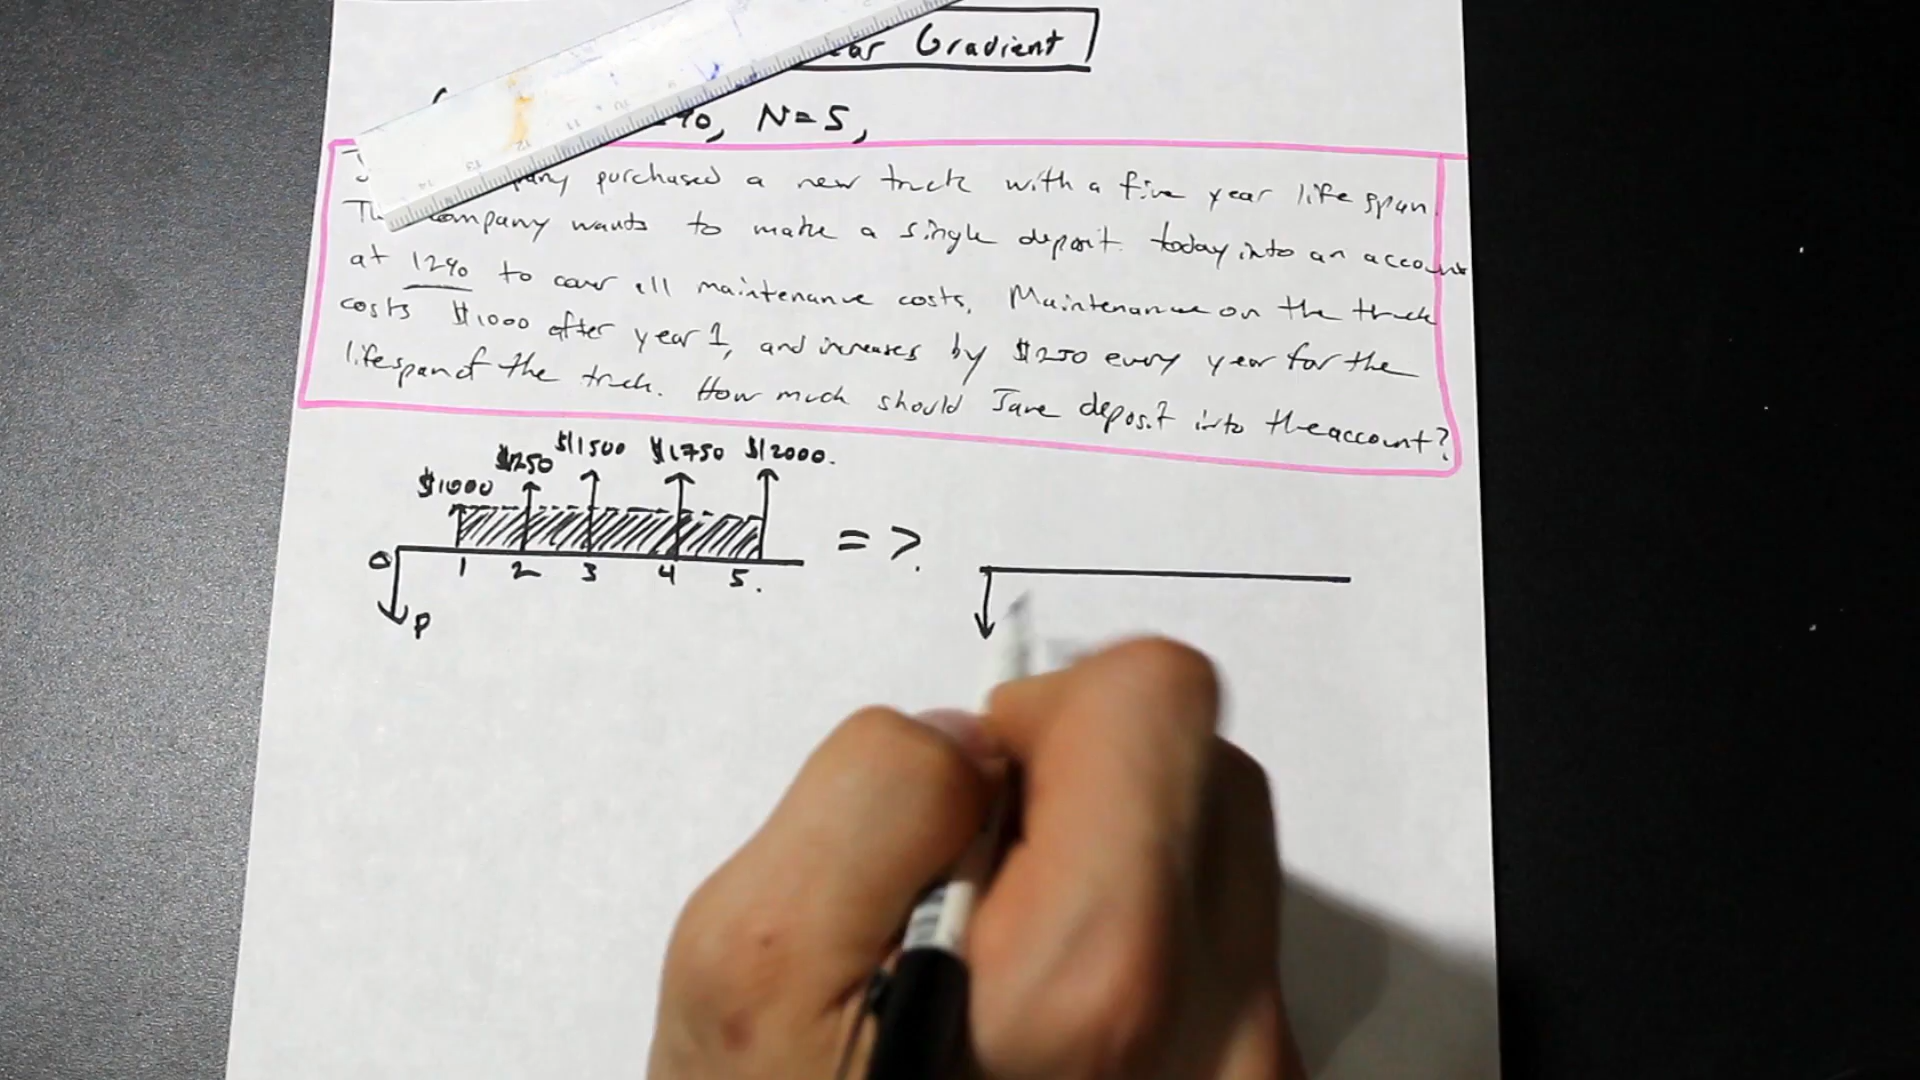 Gradient
%, N=5,
purchased a new truck with a five year life span.
company wants to make a single deposit today into an account
at 12% to cover all maintenance costs. Maintenance on the truck
costs $1000 after year 1, and increases by $250 every year for the
lifespan of the truck. How much should Jane deposit into the account?
$1000 $1250 $1500 $1750 $2000.
= ?
0 1 2 3 4 5.
P